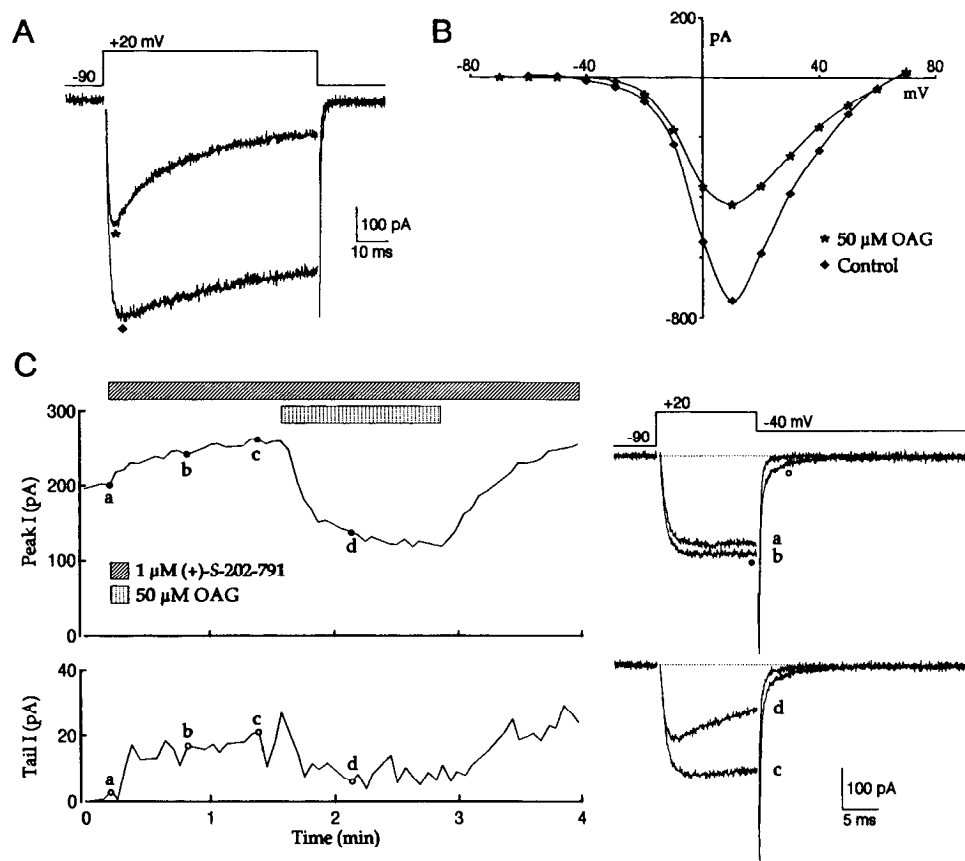 A
+20 mV
-90
100 pA
10 ms
B
200
pA
-80
-40
40
80
mV
-800
50 µM OAG
Control
C
300
200
100
0
Peak I (pA)
a
b
c
d
1 µM (+)-S-202-791
50 µM OAG
40
20
0
Tail I (pA)
a
b
c
d
0
1
2
3
4
Time (min)
+20
-90
-40 mV
a
b
d
c
100 pA
5 ms